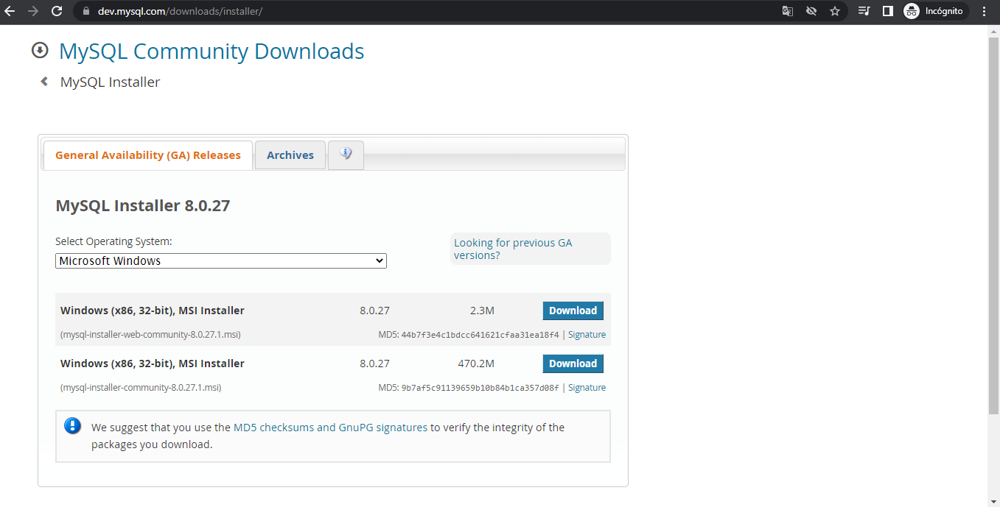 dev.mysql.com/downloads/installer/
Incógnito
MySQL Community Downloads
MySQL Installer
General Availability (GA) Releases
Archives
MySQL Installer 8.0.27
Select Operating System:
Microsoft Windows
Looking for previous GA
versions?
Windows (x86, 32-bit), MSI Installer 8.0.27 2.3M Download
(mysql-installer-web-community-8.0.27.1.msi) MD5: 44b7f3e4c1bdcc641621cfaa31ea18f4 | Signature
Windows (x86, 32-bit), MSI Installer 8.0.27 470.2M Download
(mysql-installer-community-8.0.27.1.msi) MD5: 9b7af5c91139659b10b84b1ca357d08f | Signature
We suggest that you use the MD5 checksums and GnuPG signatures to verify the integrity of the
packages you download.